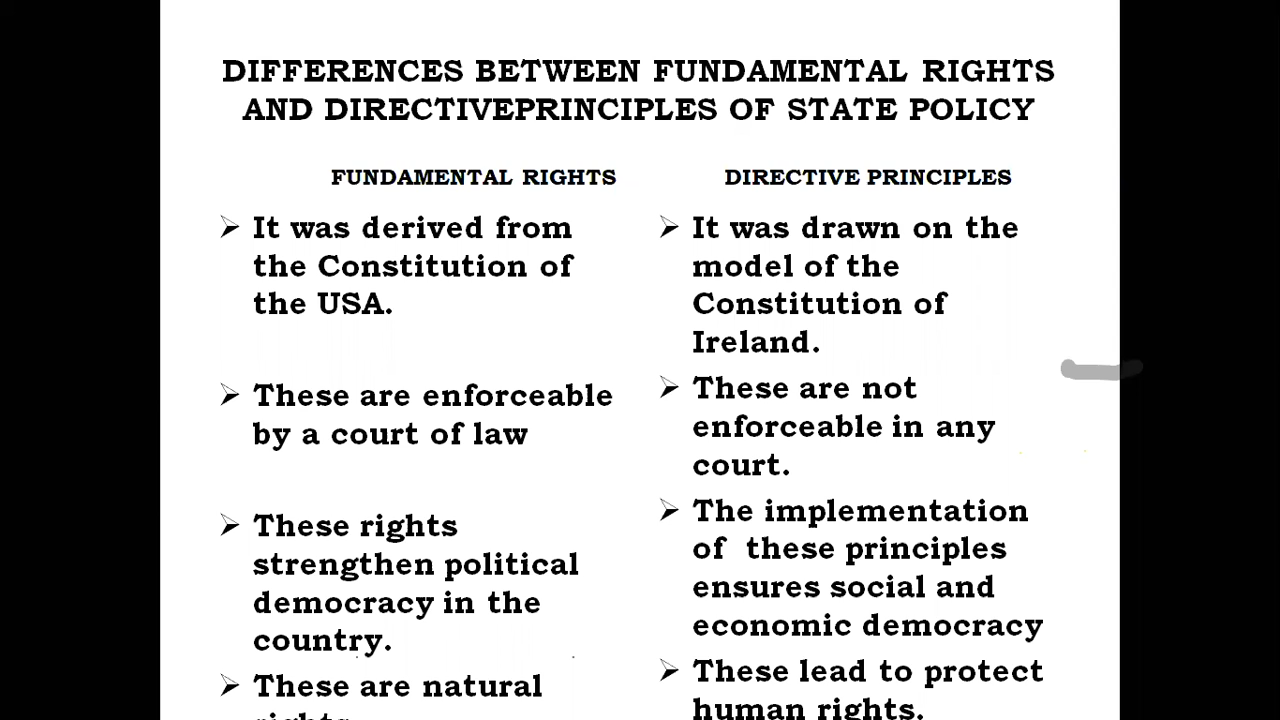 DIFFERENCES BETWEEN FUNDAMENTAL RIGHTS
AND DIRECTIVEPRINCIPLES OF STATE POLICY
FUNDAMENTAL RIGHTS
It was derived from
the Constitution of
the USA.
These are enforceable
by a court of law
These rights
strengthen political
democracy in the
country.
These are natural
DIRECTIVE PRINCIPLES
It was drawn on the
model of the
Constitution of
Ireland.
These are not
enforceable in any
court.
The implementation
of these principles
ensures social and
economic democracy
These lead to protect
human rights.